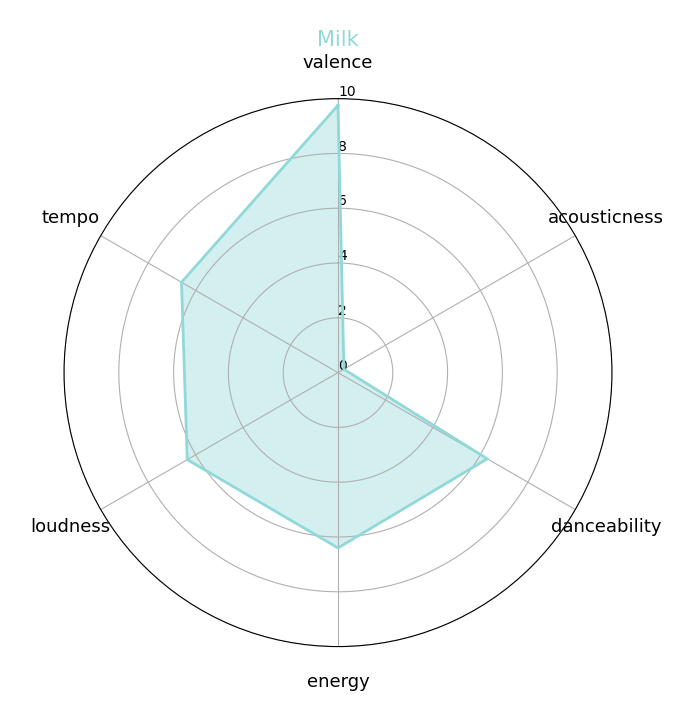 Milk
valence
10
8
6
4
2
0
tempo
acousticness
loudness
danceability
energy